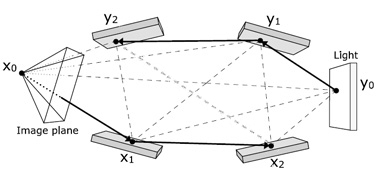 y₂
y₁
x₀
Light
y₀
Image plane
x₁
x₂